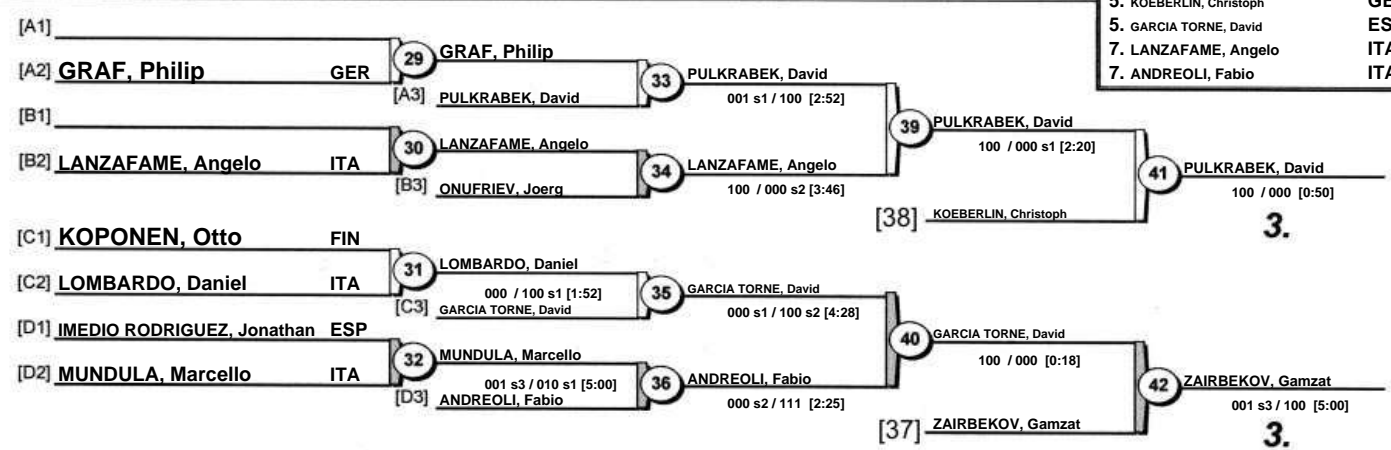 5. KOEBERLIN, Christoph
5. GARCIA TORNE, David
7. LANZAFAME, Angelo ITA
7. ANDREOLI, Fabio ITA
[A1]
[A2] GRAF, Philip GER
29
GRAF, Philip
[A3] PULKRABEK, David
33
PULKRABEK, David
001 s1 / 100 [2:52]
[B1]
[B2] LANZAFAME, Angelo ITA
30
LANZAFAME, Angelo
[B3] ONUFRIEV, Joerg
34
LANZAFAME, Angelo
100 / 000 s2 [3:46]
39
PULKRABEK, David
100 / 000 s1 [2:20]
[38] KOEBERLIN, Christoph
41
PULKRABEK, David
100 / 000 [0:50]
3.
[C1] KOPONEN, Otto FIN
[C2] LOMBARDO, Daniel ITA
31
LOMBARDO, Daniel
000 / 100 s1 [1:52]
[C3] GARCIA TORNE, David
35
GARCIA TORNE, David
000 s1 / 100 s2 [4:28]
[D1] IMEDIO RODRIGUEZ, Jonathan ESP
[D2] MUNDULA, Marcello ITA
32
MUNDULA, Marcello
001 s3 / 010 s1 [5:00]
[D3] ANDREOLI, Fabio
36
ANDREOLI, Fabio
000 s2 / 111 [2:25]
40
GARCIA TORNE, David
100 / 000 [0:18]
[37] ZAIRBEKOV, Gamzat
42
ZAIRBEKOV, Gamzat
001 s3 / 100 [5:00]
3.